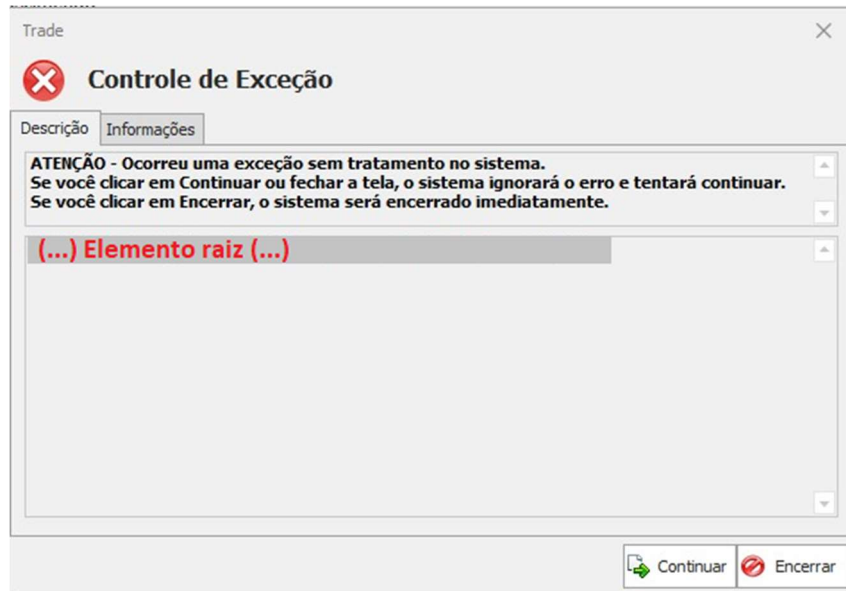 Trade
Controle de Exceção
Descrição Informações
ATENÇÃO - Ocorreu uma exceção sem tratamento no sistema.
Se você clicar em Continuar ou fechar a tela, o sistema ignorará o erro e tentará continuar.
Se você clicar em Encerrar, o sistema será encerrado imediatamente.
(...) Elemento raiz (...)
Continuar Encerrar